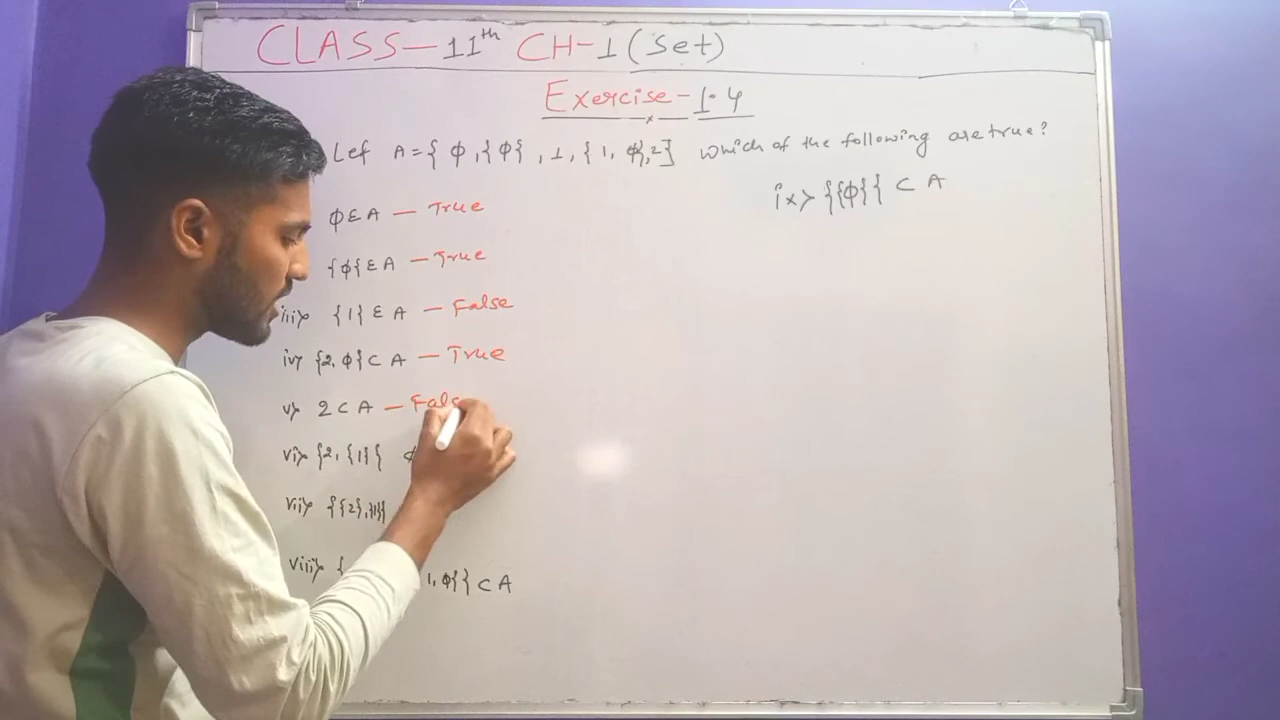 CLASS—11th CH-1 (Set)
Exercise-1.4
Let A={ ϕ,{ϕ},1,{1,ϕ},2} which of the following are true?
ϕ∈A — True
{ϕ{∈A — True
iii> {1}∈A — False
iv> {2,ϕ}⊂A — True
v> 2⊂A — Fals
vi> {2,{1}{
vii> {{2},{1}{
viii> { 1,ϕ}}⊂A
ix> {{ϕ}{ ⊂ A